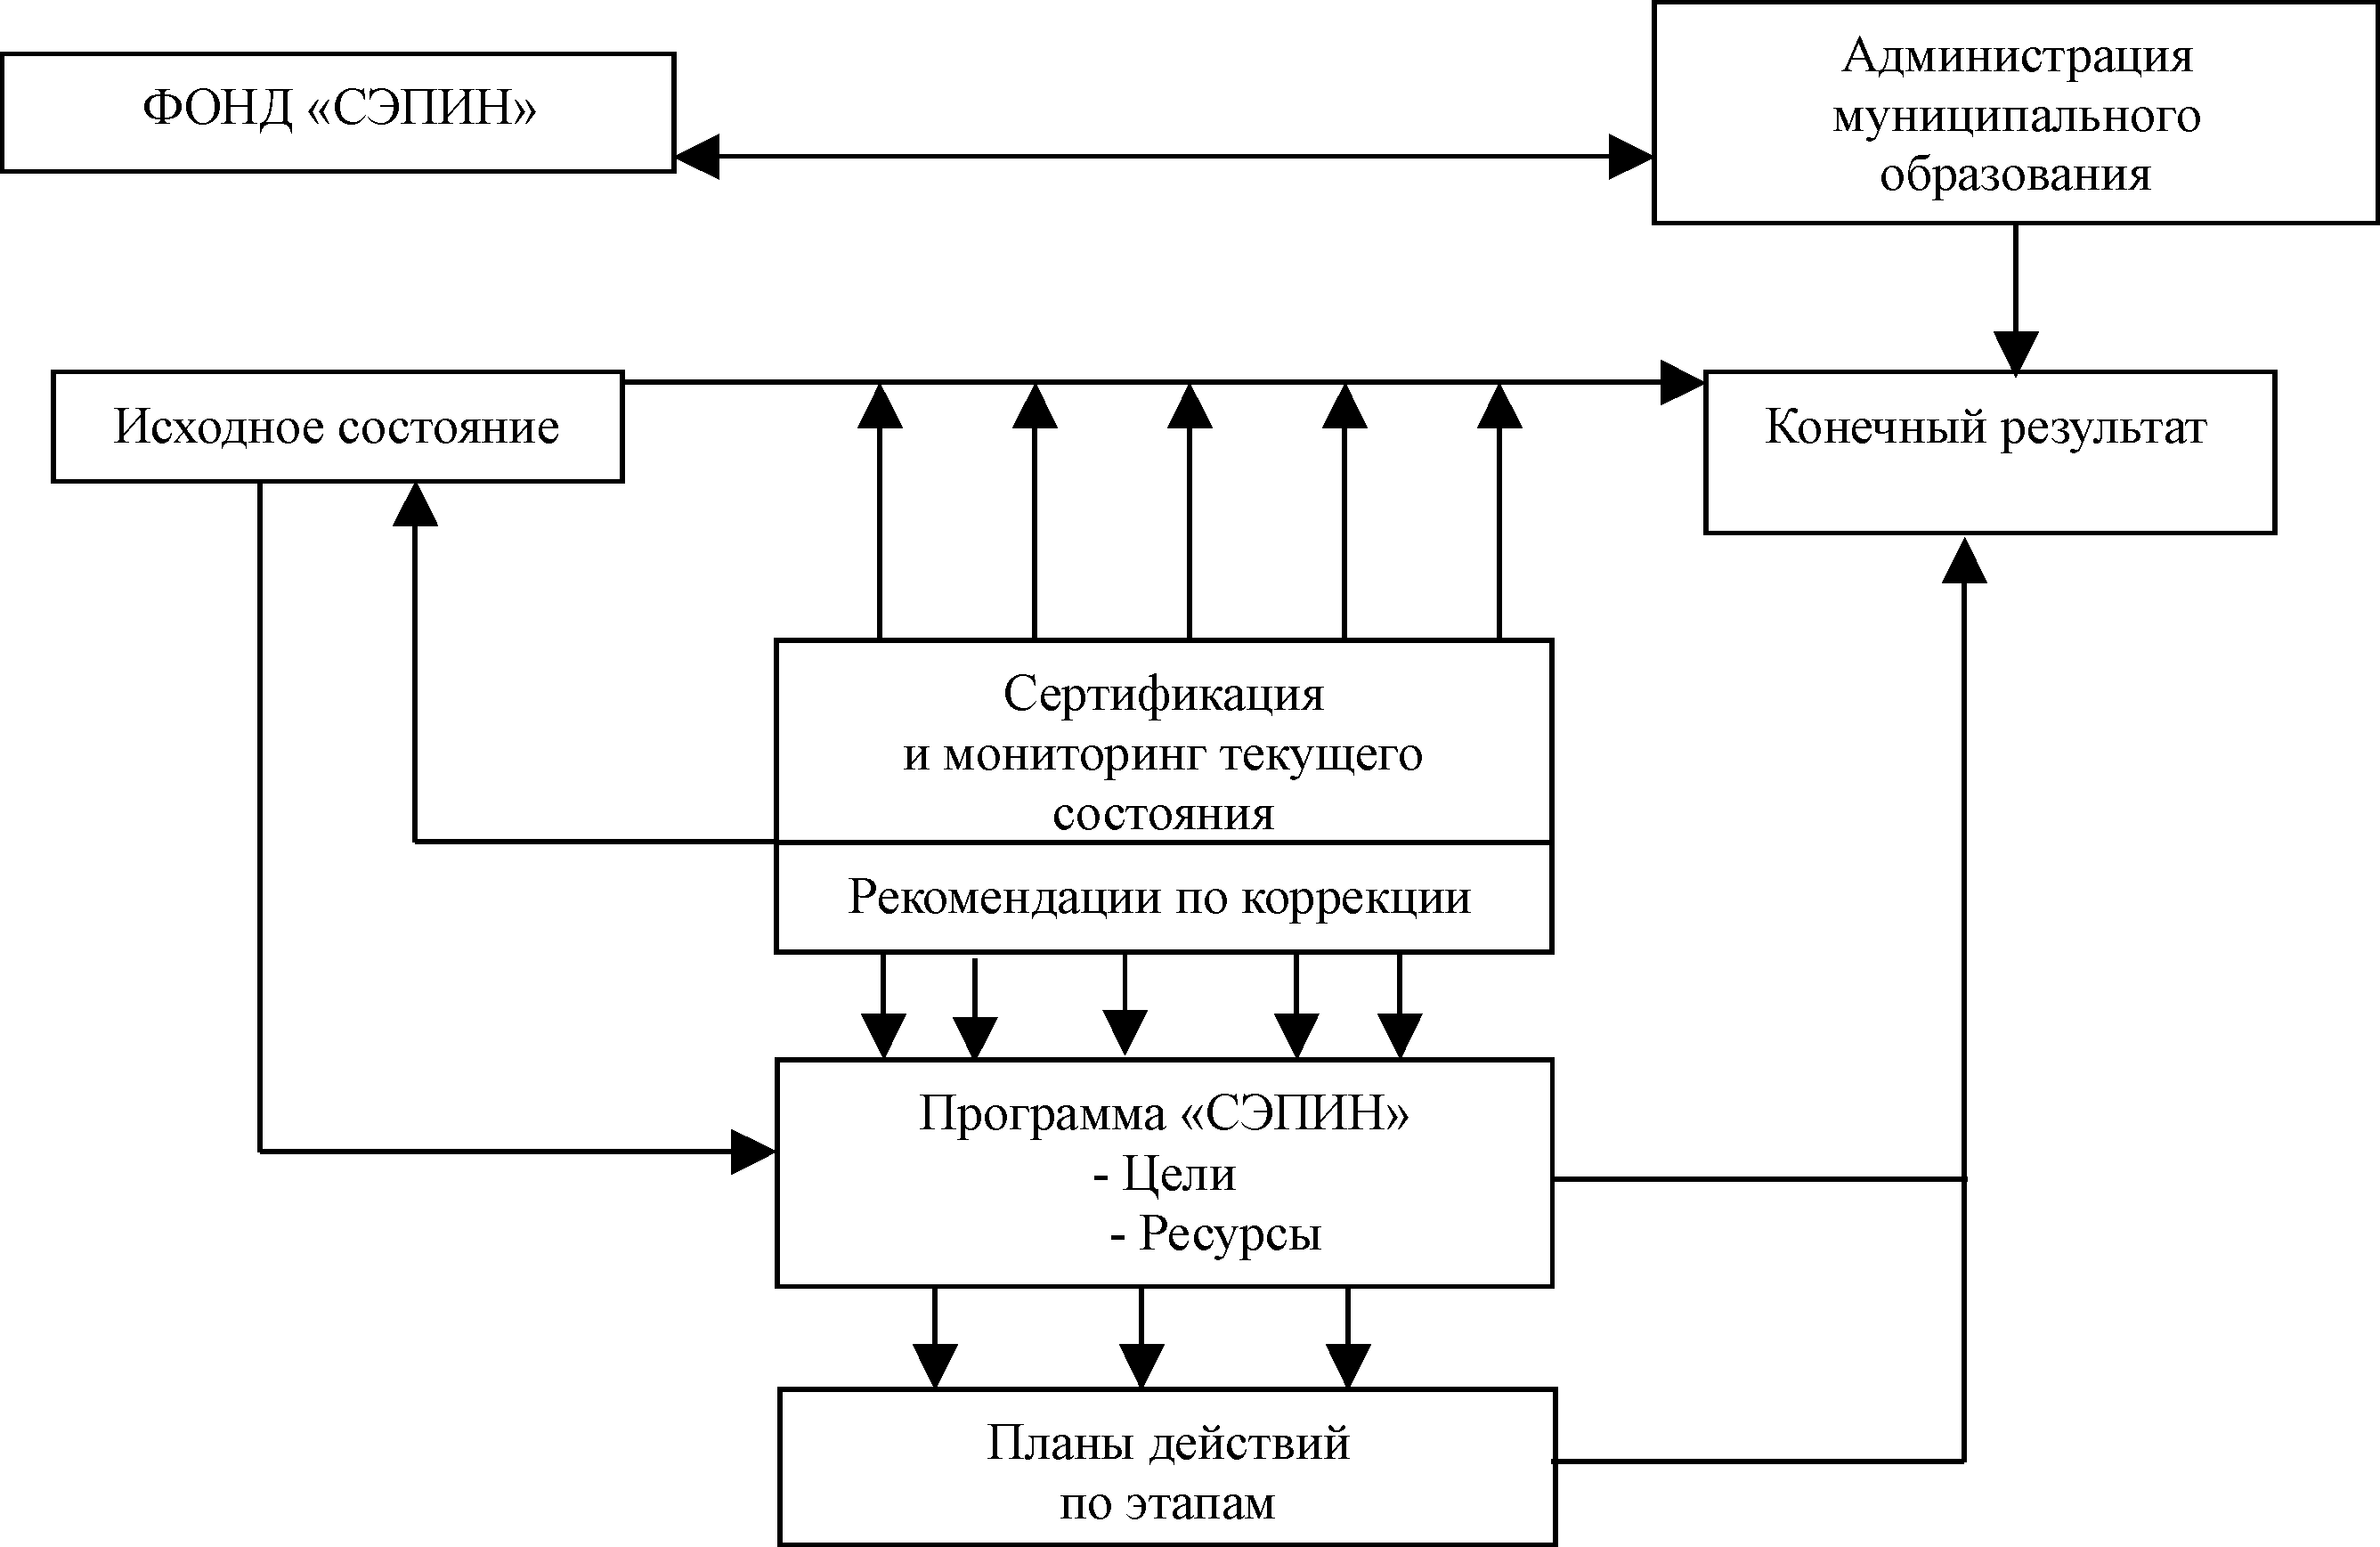 ФОНД «СЭПИН»
Администрация
муниципального
образования
Исходное состояние
Конечный результат
Сертификация
и мониторинг текущего
состояния
Рекомендации по коррекции
Программа «СЭПИН»
- Цели
- Ресурсы
Планы действий
по этапам